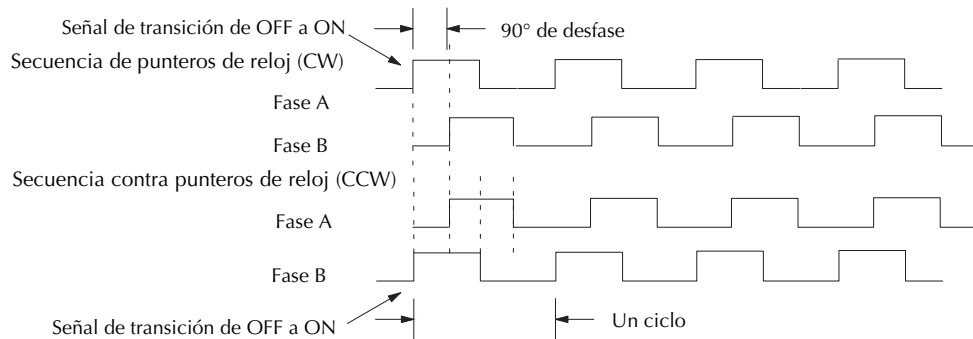 Señal de transición de OFF a ON
90° de desfase
Secuencia de punteros de reloj (CW)
Fase A
Fase B
Secuencia contra punteros de reloj (CCW)
Fase A
Fase B
Señal de transición de OFF a ON
Un ciclo